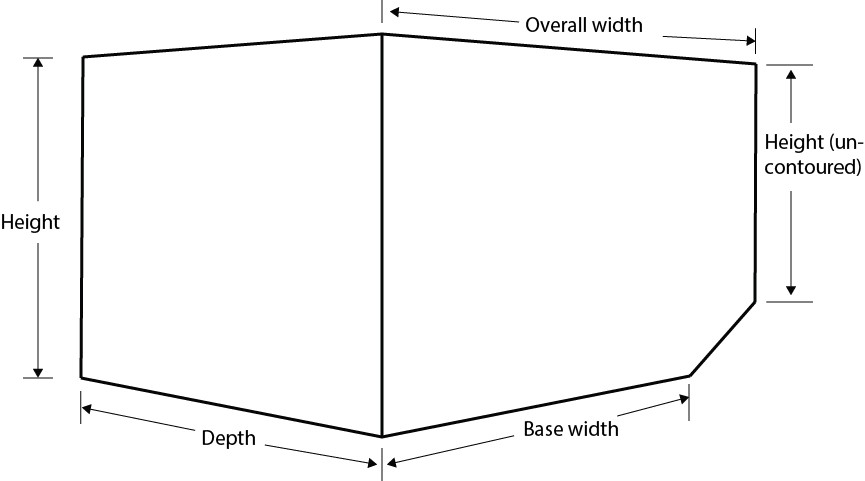 Overall width
Height (un-
contoured)
Height
Depth
Base width